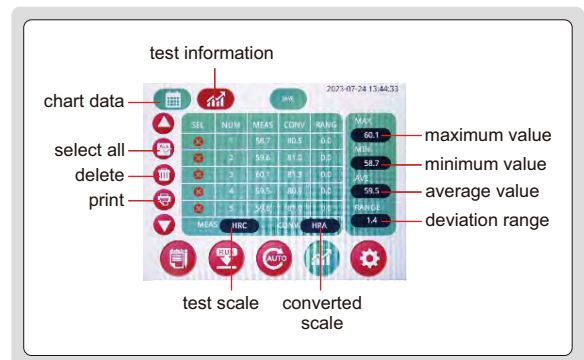 test information
2023-07-24 13:44:33
SAVE
chart data
SEL NUM MEAS CONV RANG
MAX
60.1
maximum value
1 58.7 80.5 0.0
MIN
select all
ALL
2 59.6 81.0 0.0
58.7
minimum value
delete
3 60.1 81.3 0.0
AVE
print
4 59.5 80.9 0.0
59.5
average value
5
RANGE
1.4
deviation range
MEAS HRC CONV HRA
RUN
AUTO
test scale
converted
scale